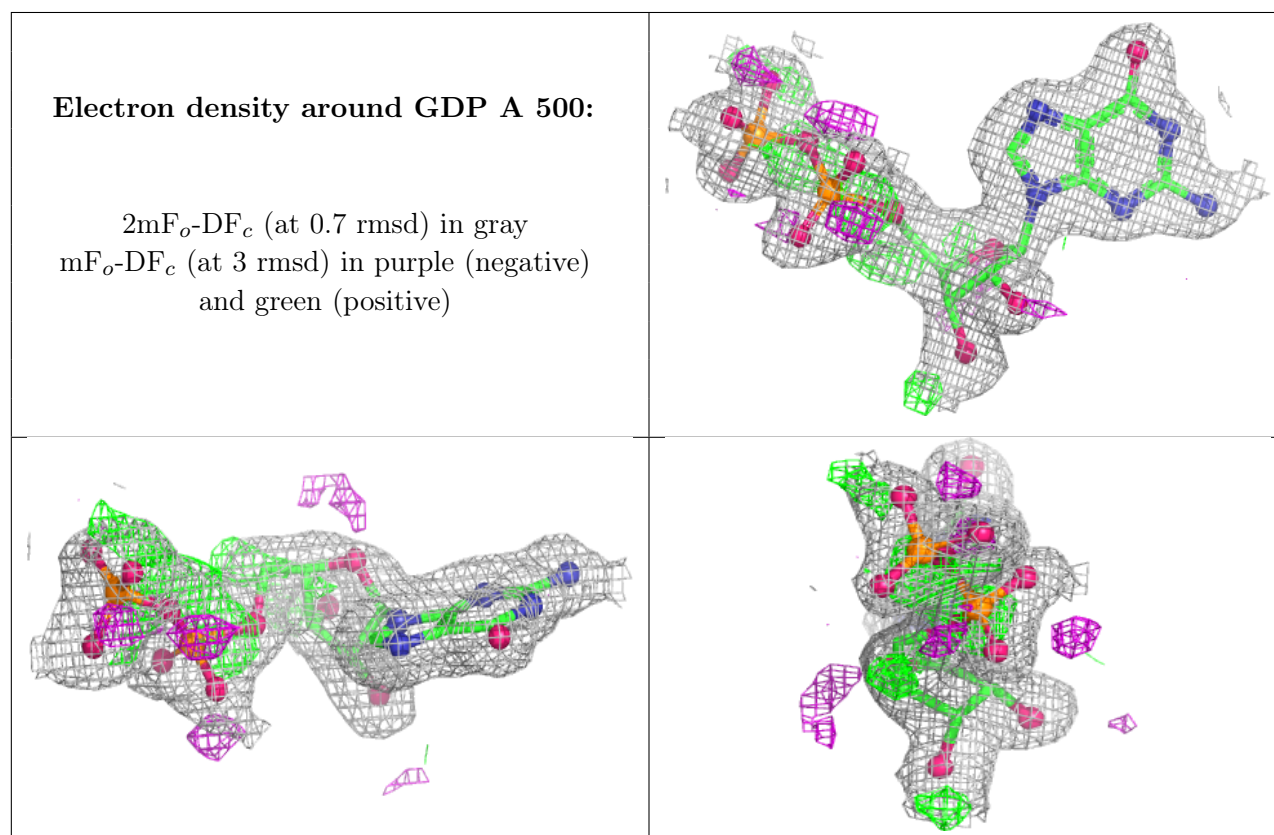 Electron density around GDP A 500:
2mFₒ-DF𝒸 (at 0.7 rmsd) in gray
mFₒ-DF𝒸 (at 3 rmsd) in purple (negative)
and green (positive)